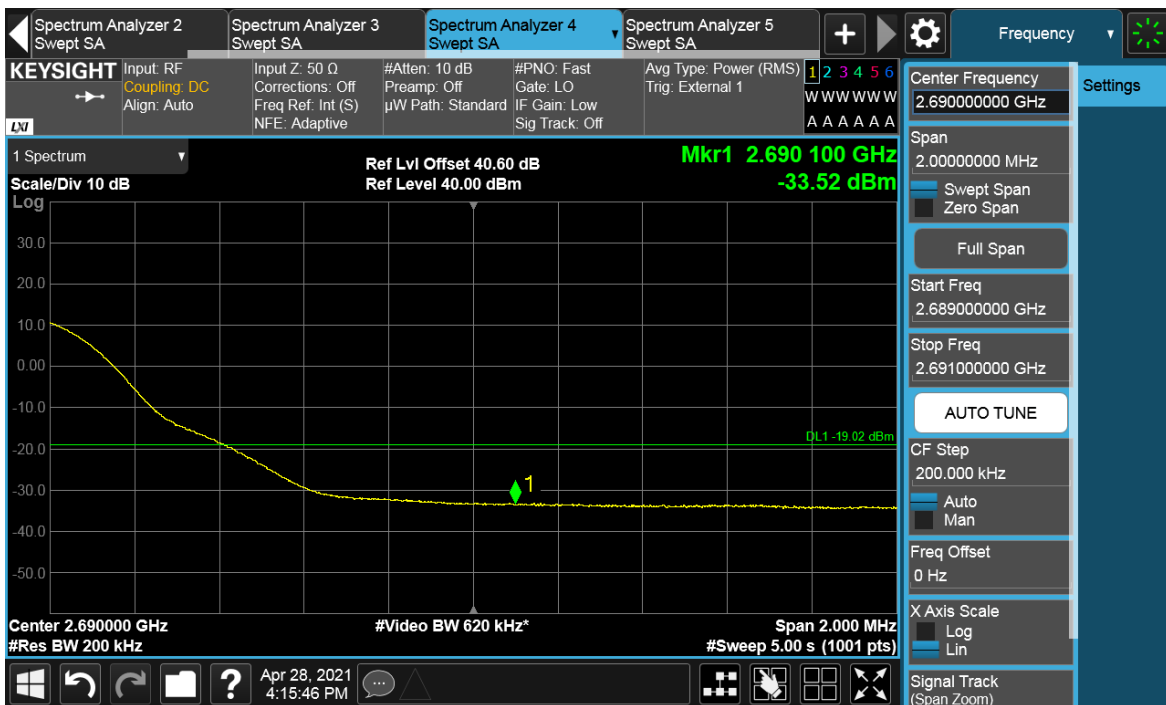 Spectrum Analyzer 2
Swept SA
Spectrum Analyzer 3
Swept SA
Spectrum Analyzer 4
Swept SA
Spectrum Analyzer 5
Swept SA
+
Frequency
KEYSIGHT
LXI
Input: RF
Coupling: DC
Align: Auto
Input Z: 50 Ω
Corrections: Off
Freq Ref: Int (S)
NFE: Adaptive
#Atten: 10 dB
Preamp: Off
µW Path: Standard
#PNO: Fast
Gate: LO
IF Gain: Low
Sig Track: Off
Avg Type: Power (RMS)
Trig: External 1
1 2 3 4 5 6
W W W W W W
A A A A A A
1 Spectrum
Scale/Div 10 dB
Log
Ref Lvl Offset 40.60 dB
Ref Level 40.00 dBm
Mkr1 2.690 100 GHz
-33.52 dBm
30.0
20.0
10.0
0.00
-10.0
DL1 -19.02 dBm
-20.0
1
-30.0
-40.0
-50.0
Center 2.690000 GHz
#Res BW 200 kHz
#Video BW 620 kHz*
Span 2.000 MHz
#Sweep 5.00 s (1001 pts)
?
Apr 28, 2021
4:15:46 PM
Center Frequency
2.690000000 GHz
Settings
Span
2.00000000 MHz
Swept Span
Zero Span
Full Span
Start Freq
2.689000000 GHz
Stop Freq
2.691000000 GHz
AUTO TUNE
CF Step
200.000 kHz
Auto
Man
Freq Offset
0 Hz
X Axis Scale
Log
Lin
Signal Track
(Span Zoom)